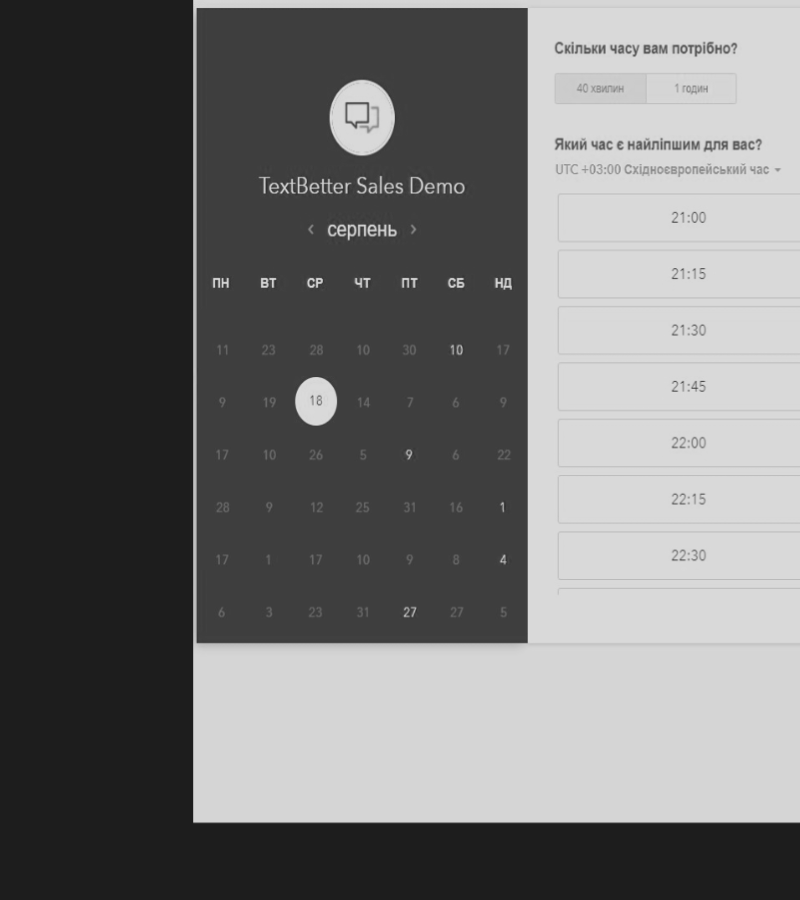 TextBetter Sales Demo
‹ серпень ›
ПН ВТ СР ЧТ ПТ СБ НД
11 23 28 10 30 10 17
9 19 18 14 7 6 9
17 10 26 5 9 6 22
28 9 12 25 31 16 1
17 1 17 10 9 8 4
6 3 23 31 27 27 5
Скільки часу вам потрібно?
40 хвилин 1 годин
Який час є найліпшим для вас?
UTC +03:00 Східноєвропейський час
21:00
21:15
21:30
21:45
22:00
22:15
22:30